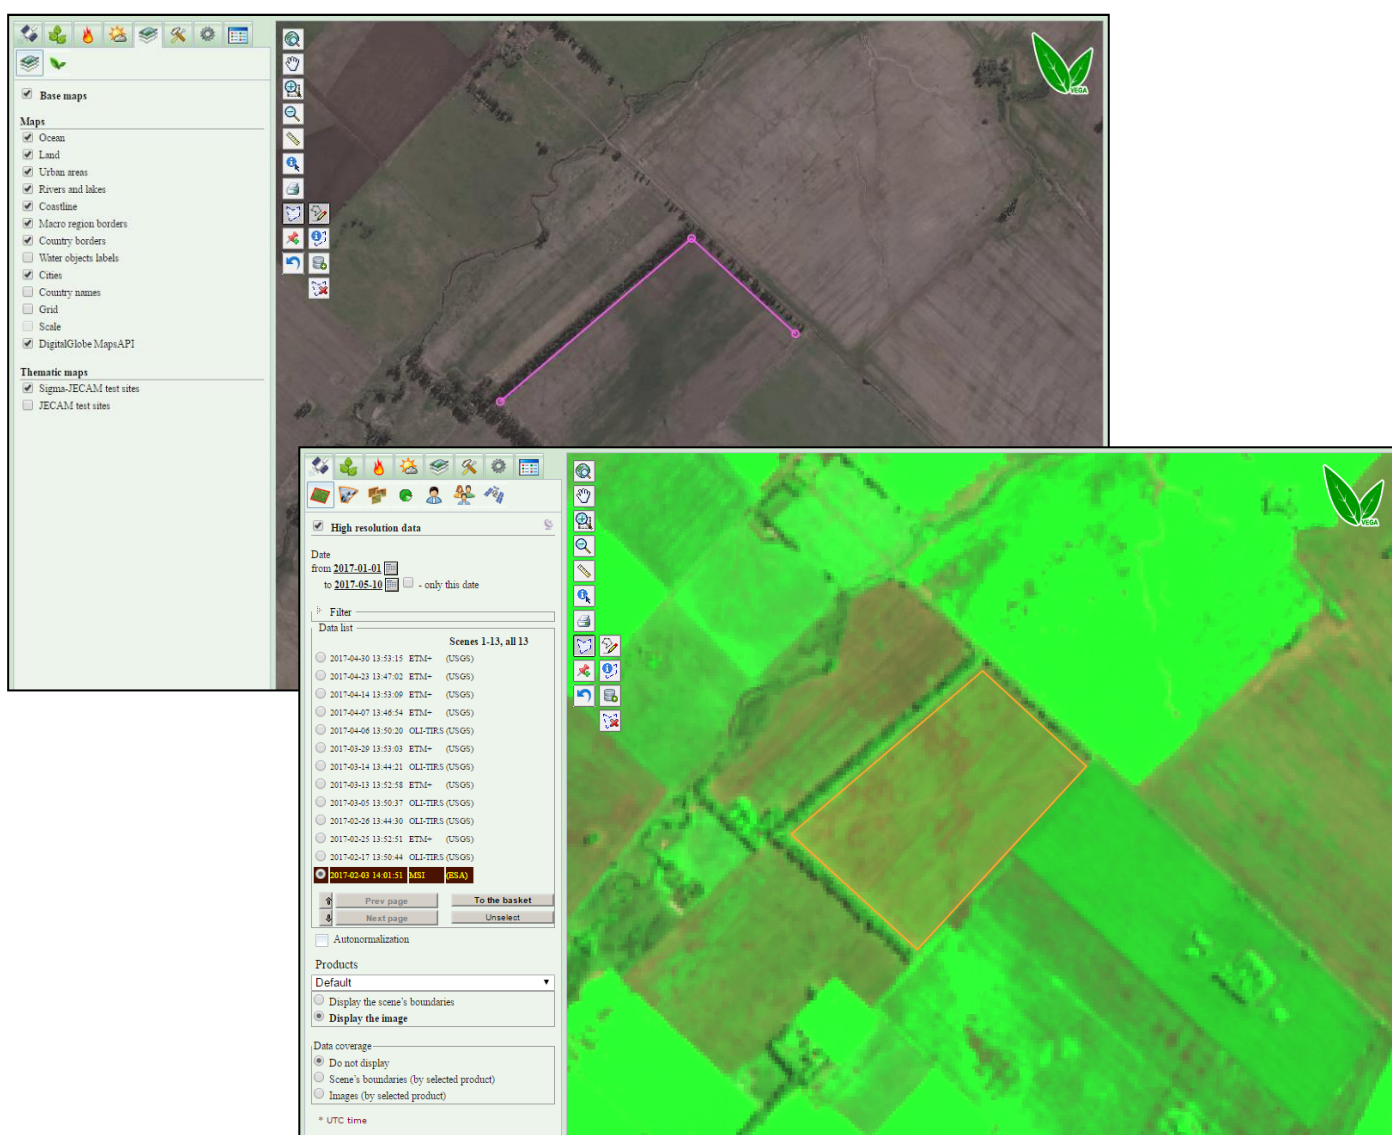 VEGA
Base maps
Maps
Ocean
Land
Urban areas
Rivers and lakes
Coastline
Macro region borders
Country borders
Water objects labels
Cities
Country names
Grid
Scale
DigitalGlobe MapsAPI
Thematic maps
Sigma-JECAM test sites
JECAM test sites
VEGA
High resolution data
Date
from 2017-01-01
to 2017-05-10 - only this date
Filter
Data list
Scenes 1-13, all 13
2017-04-30 13:53:15 ETM+ (USGS)
2017-04-23 13:47:02 ETM+ (USGS)
2017-04-14 13:53:09 ETM+ (USGS)
2017-04-07 13:46:54 ETM+ (USGS)
2017-04-06 13:50:20 OLI-TIRS (USGS)
2017-03-29 13:53:03 ETM+ (USGS)
2017-03-14 13:44:21 OLI-TIRS (USGS)
2017-03-13 13:52:58 ETM+ (USGS)
2017-03-05 13:50:37 OLI-TIRS (USGS)
2017-02-26 13:44:30 OLI-TIRS (USGS)
2017-02-25 13:52:51 ETM+ (USGS)
2017-02-17 13:50:44 OLI-TIRS (USGS)
2017-02-03 14:01:51 MSI (ESA)
Prev page To the basket
Next page Unselect
Autonormalization
Products
Default
Display the scene's boundaries
Display the image
Data coverage
Do not display
Scene's boundaries (by selected product)
Images (by selected product)
* UTC time